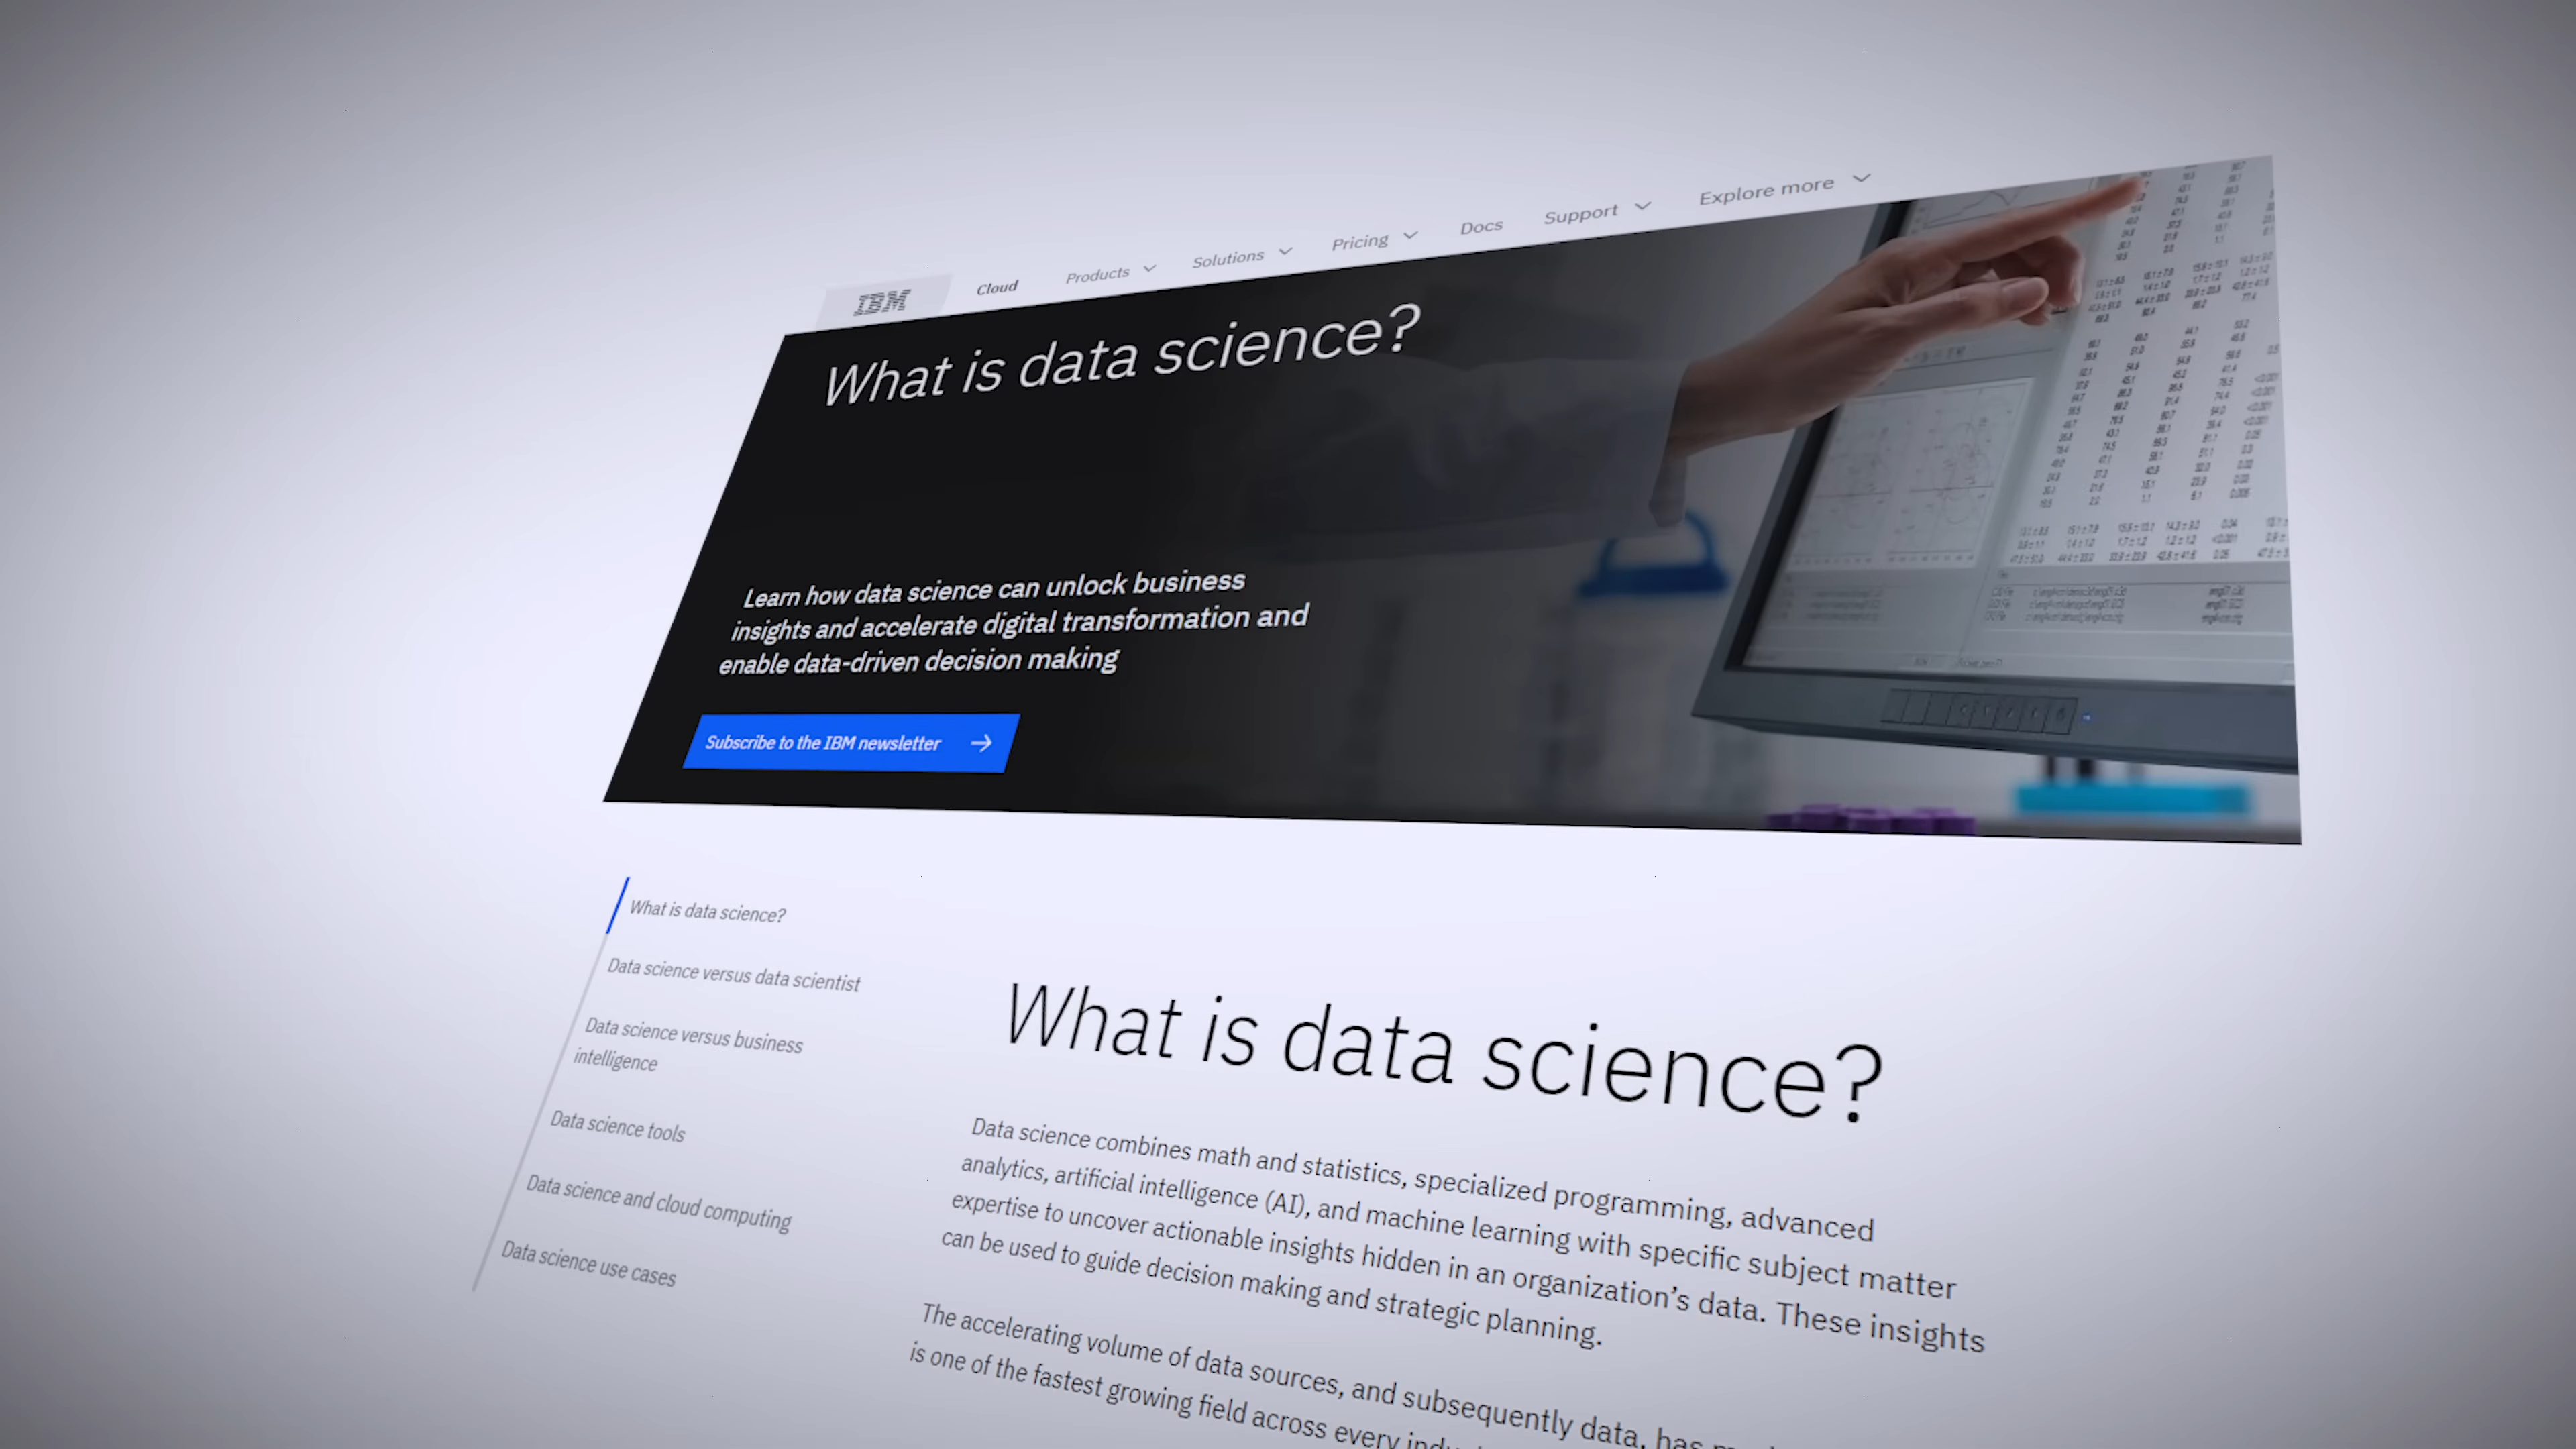 IBM Cloud Products Solutions Pricing Docs Support Explore more
What is data science?
Learn how data science can unlock business
insights and accelerate digital transformation and
enable data-driven decision making
Subscribe to the IBM newsletter
What is data science?
Data science versus data scientist
Data science versus business
intelligence
Data science tools
Data science and cloud computing
Data science use cases
What is data science?
Data science combines math and statistics, specialized programming, advanced
analytics, artificial intelligence (AI), and machine learning with specific subject matter
expertise to uncover actionable insights hidden in an organization’s data. These insights
can be used to guide decision making and strategic planning.
The accelerating volume of data sources, and subsequently data, has
is one of the fastest growing field across every